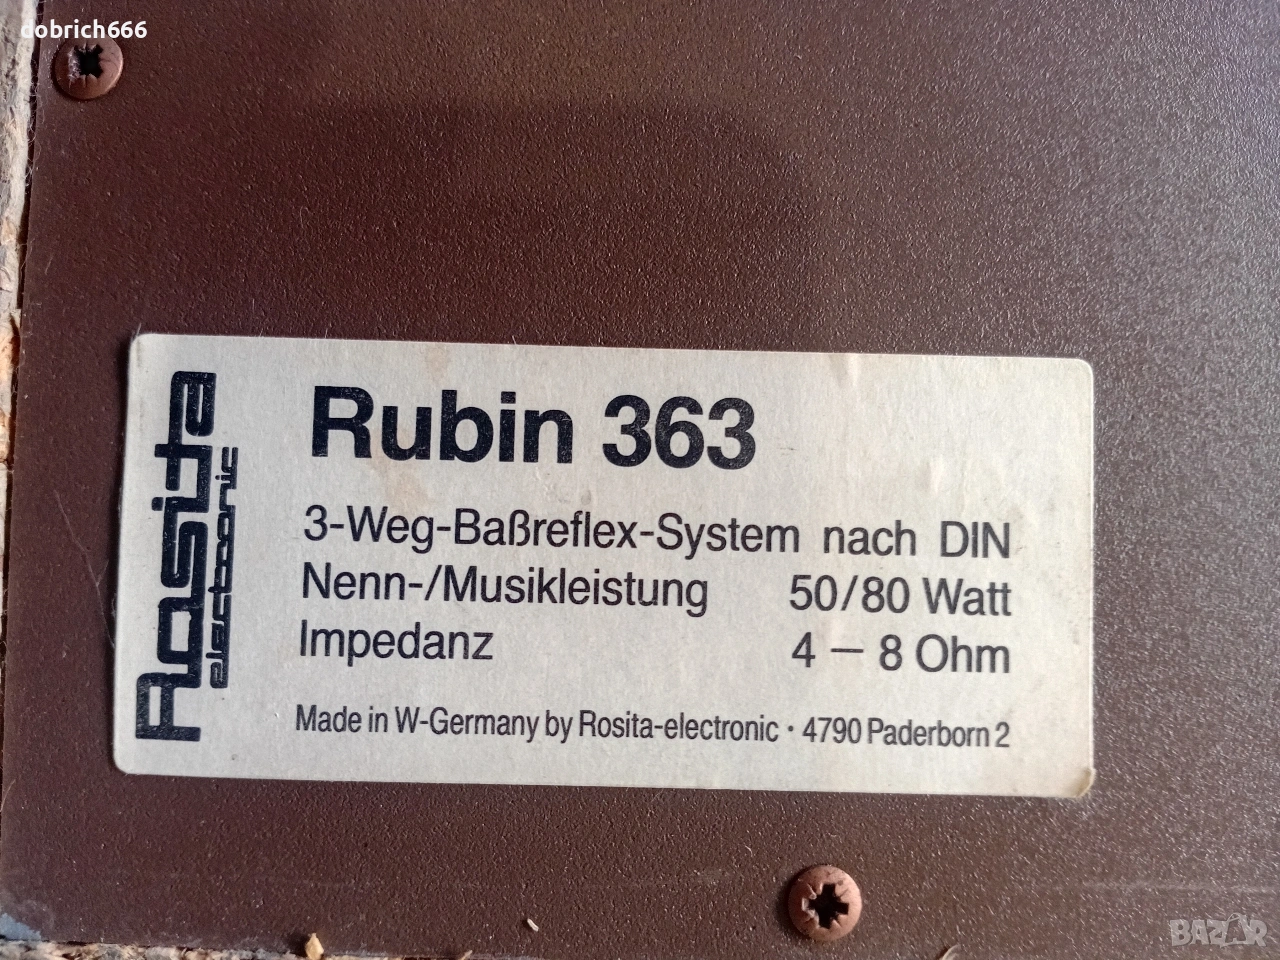 dobrich666
Rosita
electronic
Rubin 363
3-Weg-Baßreflex-System nach DIN
Nenn-/Musikleistung 50/80 Watt
Impedanz 4 – 8 Ohm
Made in W-Germany by Rosita-electronic · 4790 Paderborn 2
BAZAR